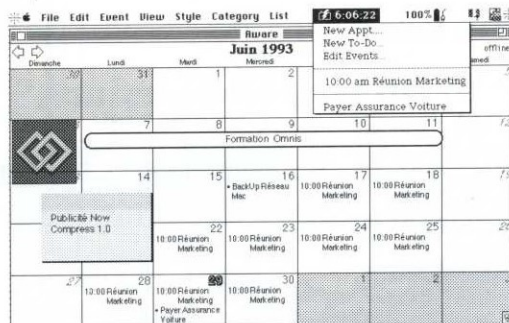 File Edit Event View Style Category List 6:06:22 100%
Aware
Juin 1993
offline
Dimanche Lundi Mardi Mercredi amedi
New Appt....
New To-Do...
Edit Events...
10:00 am Réunion Marketing
Payer Assurance Voiture
30 31 1 2
7 8 9 10 11
Formation Omnis
14 15 16 17 18
• BackUp Réseau
Mac
10:00 Réunion
Marketing
10:00 Réunion
Marketing
Publicité Now
Compress 1.0
22 23 24 25
10:00 Réunion
Marketing
10:00 Réunion
Marketing
10:00 Réunion
Marketing
10:00 Réunion
Marketing
27 28 29 30 1 2
10:00 Réunion
Marketing
10:00 Réunion
Marketing
• Payer Assurance
Voiture
10:00 Réunion
Marketing